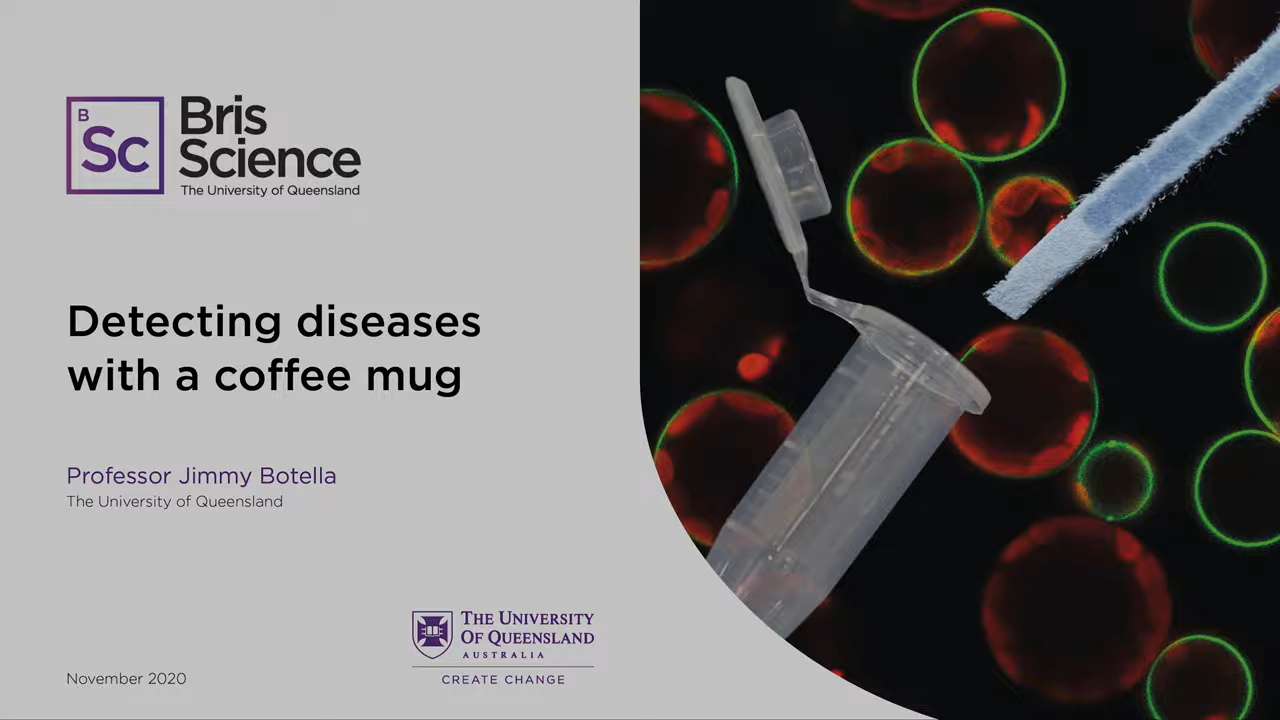 B
Sc
Bris
Science
The University of Queensland
Detecting diseases
with a coffee mug
Professor Jimmy Botella
The University of Queensland
November 2020
THE UNIVERSITY
OF QUEENSLAND
AUSTRALIA
CREATE CHANGE